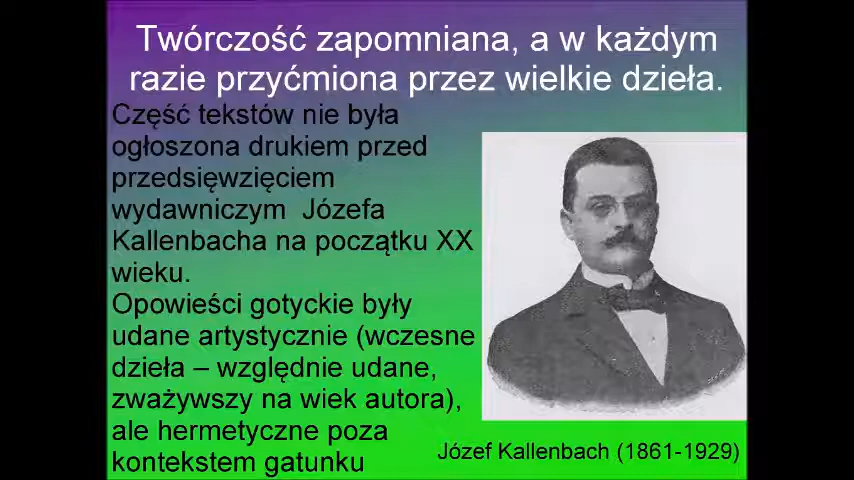 Twórczość zapomniana, a w każdym
razie przyćmiona przez wielkie dzieła.
Część tekstów nie była
ogłoszona drukiem przed
przedsięwzięciem
wydawniczym  Józefa
Kallenbacha na początku XX
wieku.
Opowieści gotyckie były
udane artystycznie (wczesne
dzieła – względnie udane,
zważywszy na wiek autora),
ale hermetyczne poza
kontekstem gatunku
Józef Kallenbach (1861-1929)